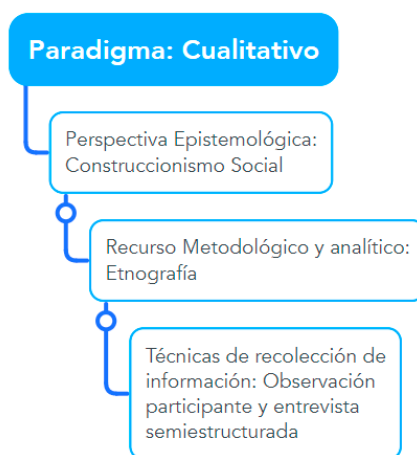 Paradigma: Cualitativo
Perspectiva Epistemológica:
Construccionismo Social
Recurso Metodológico y analítico:
Etnografía
Técnicas de recolección de
información: Observación
participante y entrevista
semiestructurada